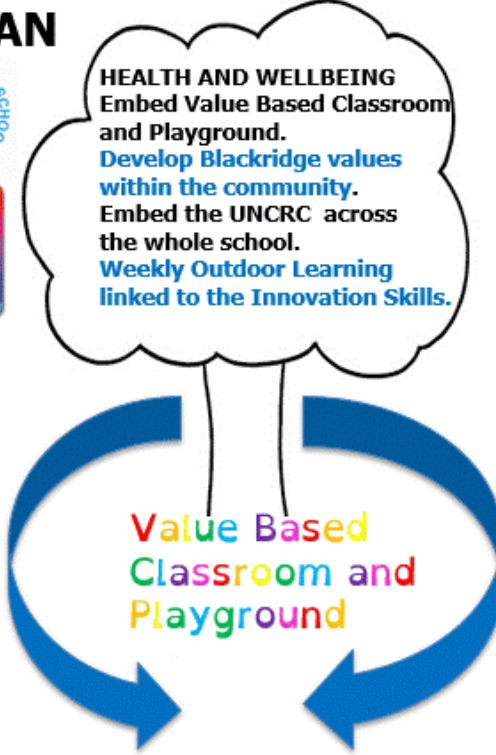 AN
HEALTH AND WELLBEING
Embed Value Based Classroom
and Playground.
Develop Blackridge values
within the community.
Embed the UNCRC across
the whole school.
Weekly Outdoor Learning
linked to the Innovation Skills.
Value Based
Classroom and
Playground